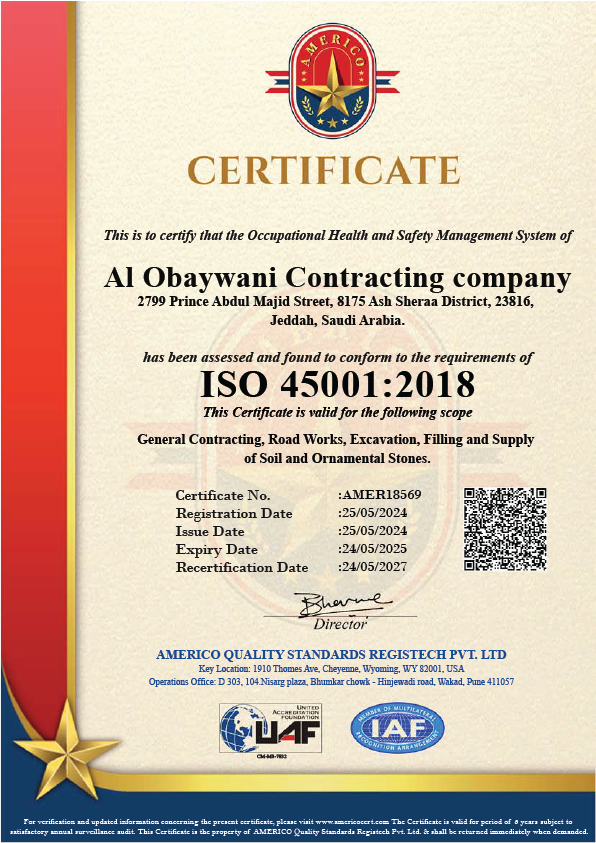 AMERICO
CERTIFICATE
This is to certify that the Occupational Health and Safety Management System of
Al Obaywani Contracting company
2799 Prince Abdul Majid Street, 8175 Ash Sheraa District, 23816,
Jeddah, Saudi Arabia.
has been assessed and found to conform to the requirements of
ISO 45001:2018
This Certificate is valid for the following scope
General Contracting, Road Works, Excavation, Filling and Supply
of Soil and Ornamental Stones.
Certificate No. :AMER18569
Registration Date :25/05/2024
Issue Date :25/05/2024
Expiry Date :24/05/2025
Recertification Date :24/05/2027
Director
AMERICO QUALITY STANDARDS REGISTECH PVT. LTD
Key Location: 1910 Thomes Ave, Cheyenne, Wyoming, WY 82001, USA
Operations Office: D 303, 104.Nisarg plaza, Bhumkar chowk - Hinjewadi road, Wakad, Pune 411057
UNITED
ACCREDITATION
FOUNDATION
UAF
CM-MS-7832
MEMBER OF MULTILATERAL
IAF
RECOGNITION ARRANGEMENT
For verification and updated information concerning the present certificate, please visit www.americocert.com The Certificate is valid for period of 6 years subject to
satisfactory annual surveillance audit. This Certificate is the property of AMERICO Quality Standards Registech Pvt. Ltd. & shall be returned immediately when demanded.